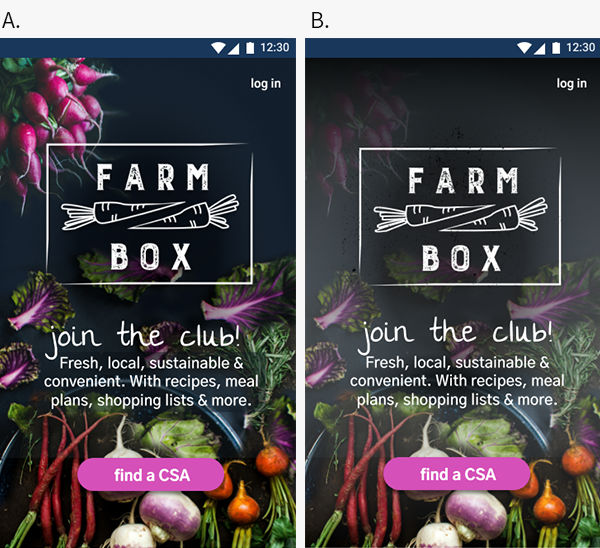 A.
12:30
log in
FARM
BOX
join the club!
Fresh, local, sustainable &
convenient. With recipes, meal
plans, shopping lists & more.
find a CSA
B.
12:30
log in
FARM
BOX
join the club!
Fresh, local, sustainable &
convenient. With recipes, meal
plans, shopping lists & more.
find a CSA